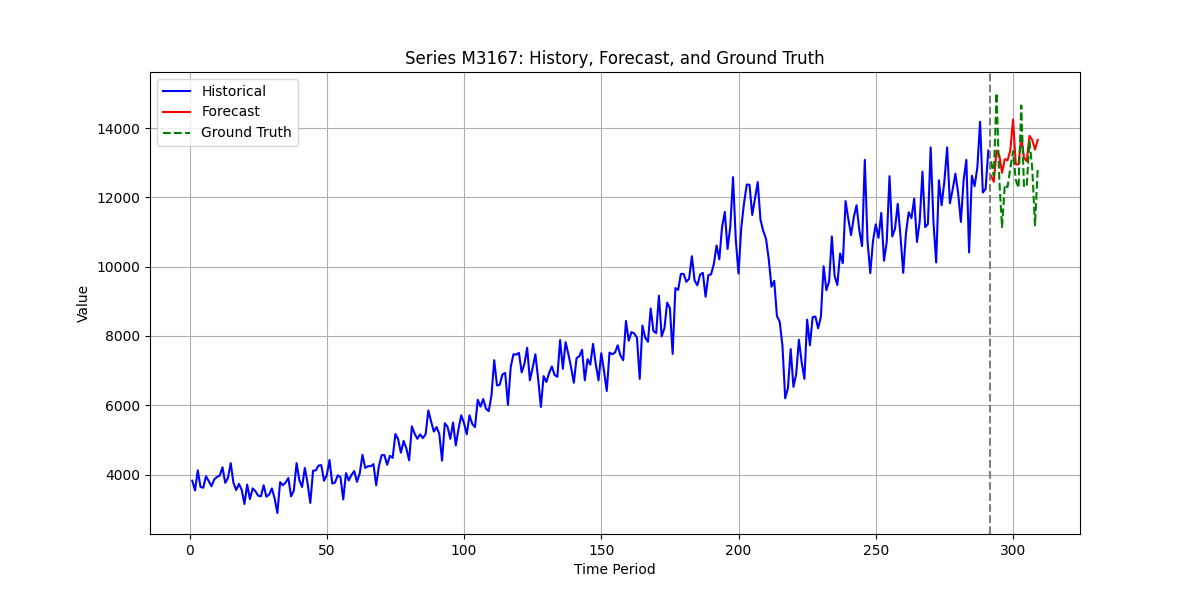 Series M3167: History, Forecast, and Ground Truth
Historical
Forecast
Ground Truth
14000
12000
10000
8000
6000
4000
Value
0 50 100 150 200 250 300
Time Period